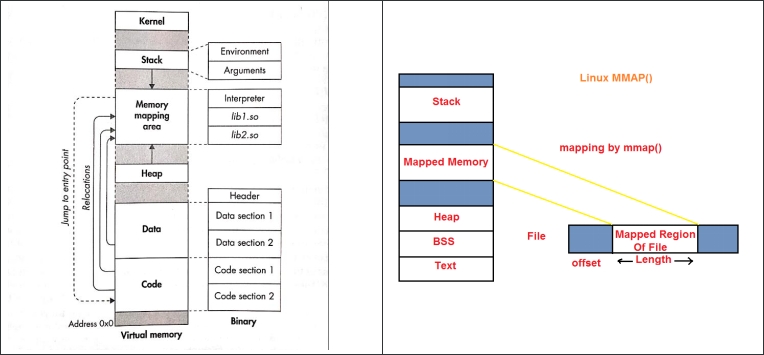 Kernel
Stack
Environment
Arguments
Memory
mapping
area
Interpreter
lib1.so
lib2.so
Heap
Jump to entry point
Relocations
Header
Data
Data section 1
Data section 2
Code
Code section 1
Code section 2
Address 0x0
Virtual memory
Binary
Linux MMAP()
Stack
mapping by mmap()
Mapped Memory
Heap
BSS
Text
File
Mapped Region
Of File
offset
Length